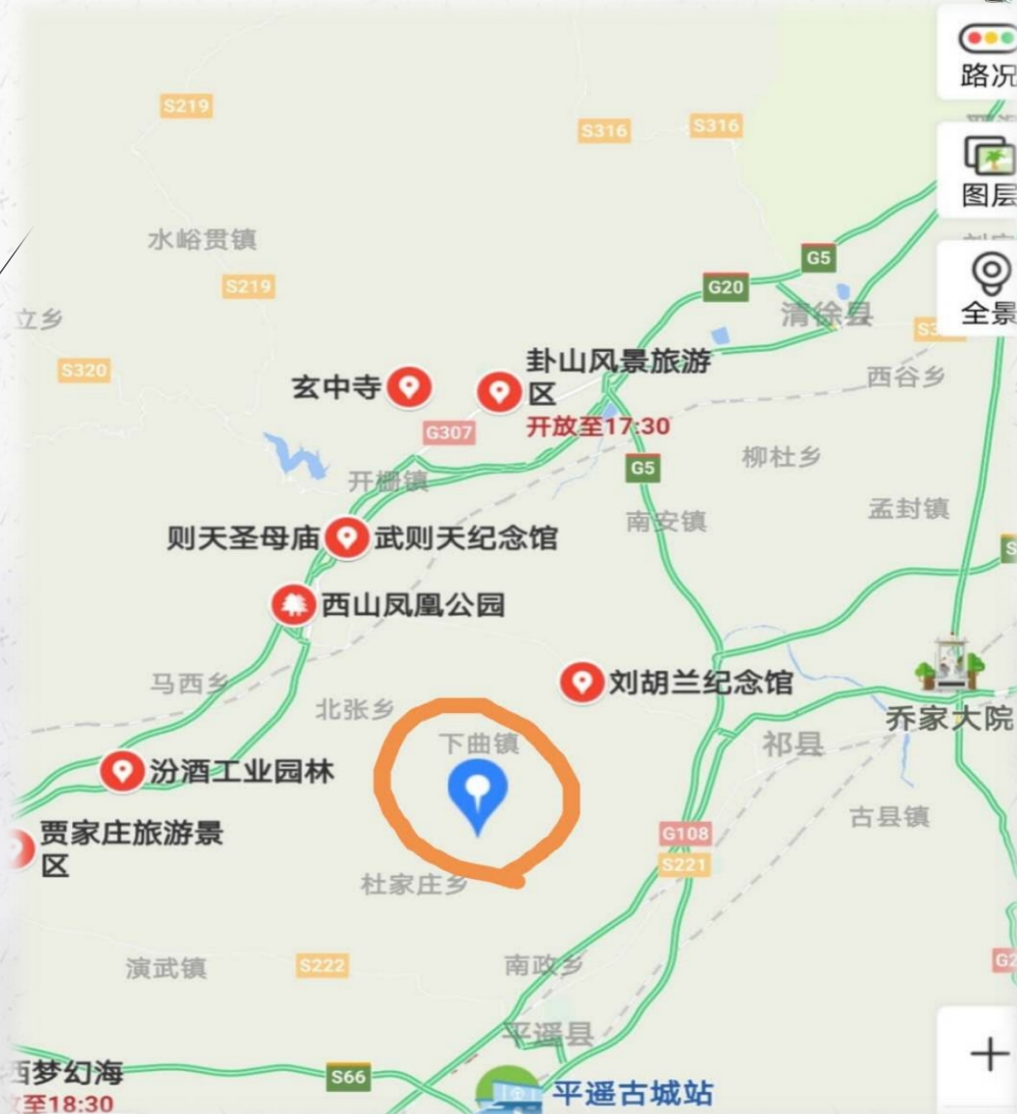 路况
S219
S316
S316
图层
水峪贯镇
G5
S219
G20
全景
清徐县
立乡
S320
卦山风景旅游
区
开放至17:30
玄中寺
西谷乡
G307
柳杜乡
G5
开栅镇
孟封镇
南安镇
则天圣母庙
武则天纪念馆
西山凤凰公园
马西乡
刘胡兰纪念馆
北张乡
乔家大院
下曲镇
祁县
汾酒工业园林
古县镇
贾家庄旅游景
区
G108
S221
杜家庄乡
演武镇
S222
南政乡
平遥县
梦幻海
至18:30
S66
平遥古城站